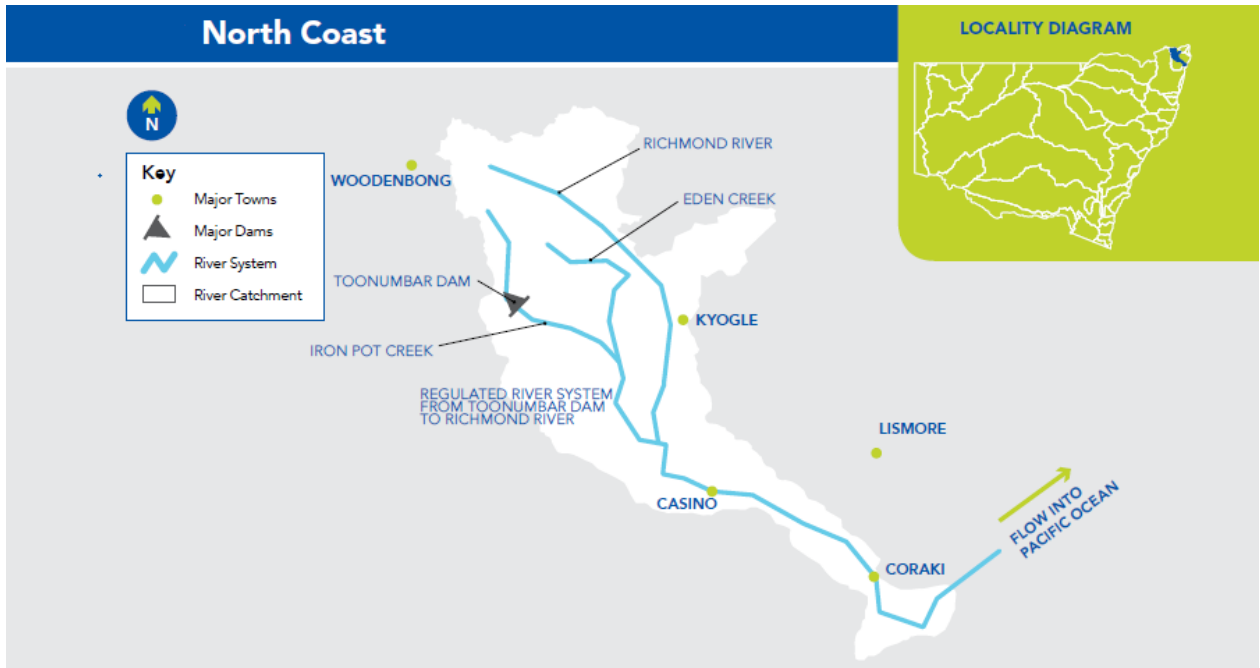 North Coast
LOCALITY DIAGRAM
N
Key
Major Towns
Major Dams
River System
River Catchment
WOODENBONG
RICHMOND RIVER
EDEN CREEK
TOONUMBAR DAM
KYOGLE
IRON POT CREEK
REGULATED RIVER SYSTEM
FROM TOONUMBAR DAM
TO RICHMOND RIVER
LISMORE
CASINO
FLOW INTO
PACIFIC OCEAN
CORAKI